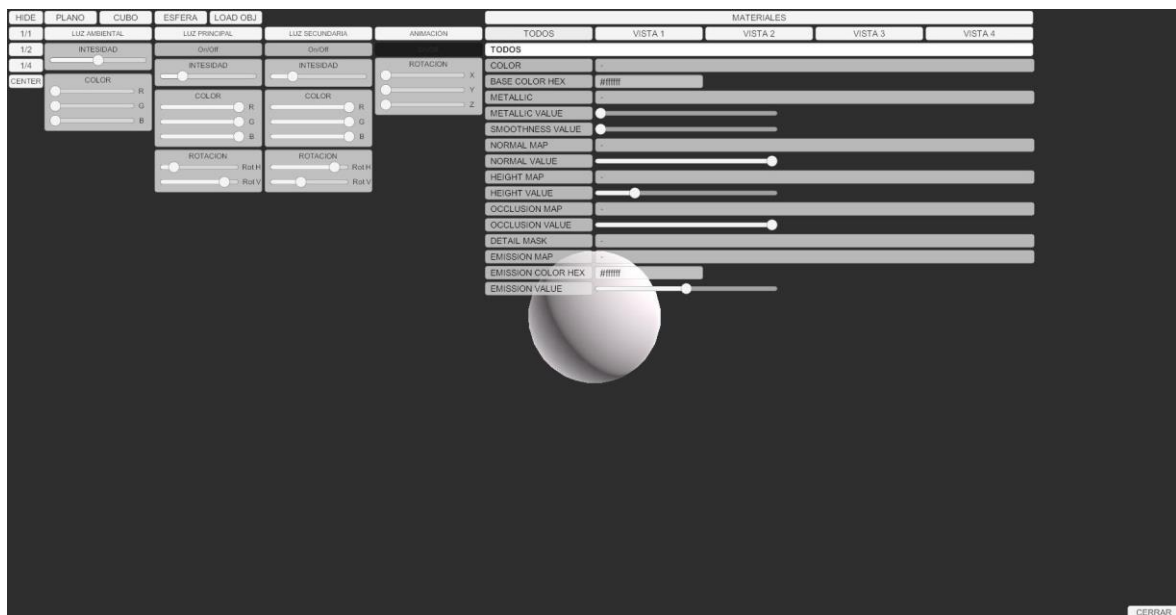 HIDE PLANO CUBO ESFERA LOAD OBJ MATERIALES
1/1 LUZ AMBIENTAL LUZ PRINCIPAL LUZ SECUNDARIA ANIMACIÓN TODOS VISTA 1 VISTA 2 VISTA 3 VISTA 4
1/2 INTESIDAD On/Off On/Off TODOS
1/4 INTESIDAD INTESIDAD ROTACION COLOR -
CENTER COLOR X BASE COLOR HEX #ffffff
R COLOR COLOR Y METALLIC -
G R R Z METALLIC VALUE
B G G SMOOTHNESS VALUE
B B NORMAL MAP -
ROTACION ROTACION NORMAL VALUE
Rot H Rot H HEIGHT MAP -
Rot V Rot V HEIGHT VALUE
OCCLUSION MAP -
OCCLUSION VALUE
DETAIL MASK -
EMISSION MAP -
EMISSION COLOR HEX #ffffff
EMISSION VALUE
CERRAR